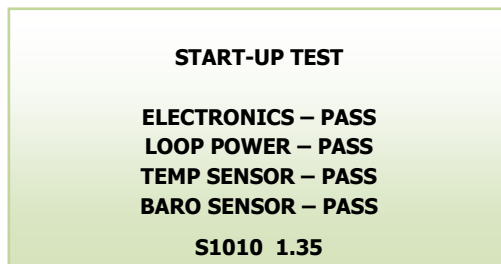 START-UP TEST
ELECTRONICS – PASS
LOOP POWER – PASS
TEMP SENSOR – PASS
BARO SENSOR – PASS
S1010 1.35